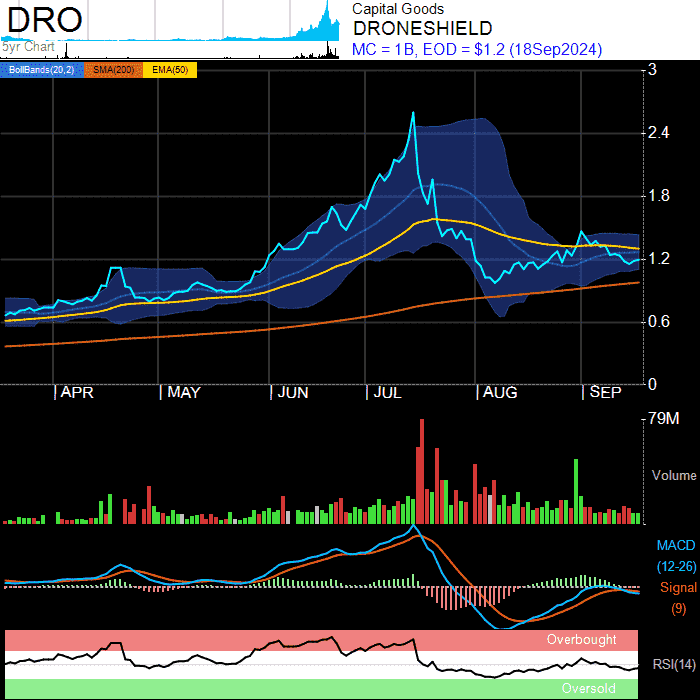 DRO
5yr Chart
Capital Goods
DRONESHIELD
MC = 1B, EOD = $1.2 (18Sep2024)
BollBands(20,2) SMA(200) EMA(50)
3
2.4
1.8
1.2
0.6
0
APR MAY JUN JUL AUG SEP
79M
Volume
MACD
(12-26)
Signal
(9)
Overbought
RSI(14)
Oversold